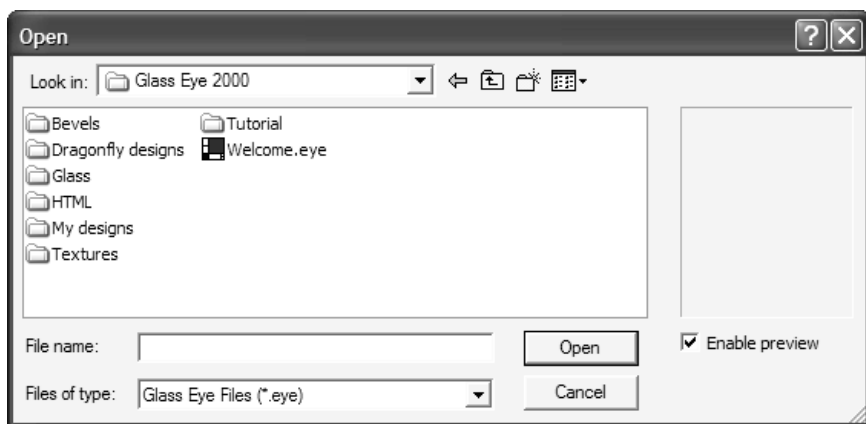 Open
Look in: Glass Eye 2000
Bevels Tutorial
Dragonfly designs Welcome.eye
Glass
HTML
My designs
Textures
File name: Open Enable preview
Files of type: Glass Eye Files (*.eye) Cancel